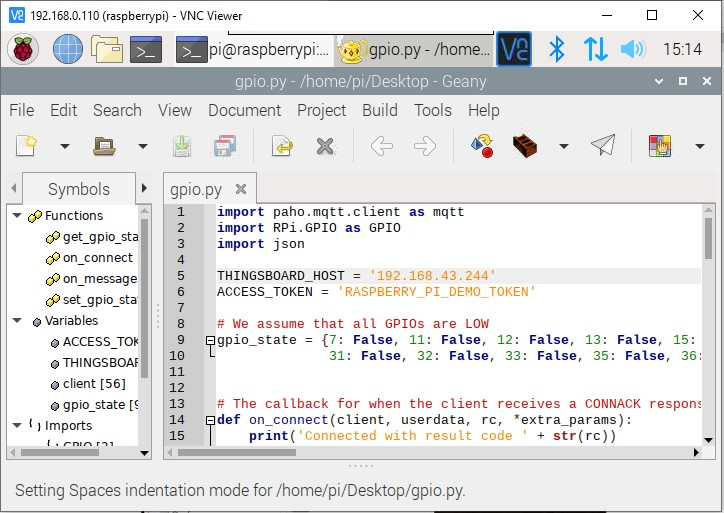 192.168.0.110 (raspberrypi) - VNC Viewer
pi@raspberrypi:... gpio.py - /home... 15:14
gpio.py - /home/pi/Desktop - Geany
File Edit Search View Document Project Build Tools Help
Symbols gpio.py
Functions
get_gpio_sta
on_connect
on_message
set_gpio_sta
Variables
ACCESS_TOK
THINGSBOAR
client [56]
gpio_state [9
Imports
1 import paho.mqtt.client as mqtt
2 import RPi.GPIO as GPIO
3 import json
4
5 THINGSBOARD_HOST = '192.168.43.244'
6 ACCESS_TOKEN = 'RASPBERRY_PI_DEMO_TOKEN'
7
8 # We assume that all GPIOs are LOW
9 gpio_state = {7: False, 11: False, 12: False, 13: False, 15:
10 31: False, 32: False, 33: False, 35: False, 36:
11
12
13 # The callback for when the client receives a CONNACK respons
14 def on_connect(client, userdata, rc, *extra_params):
15 print('Connected with result code ' + str(rc))
Setting Spaces indentation mode for /home/pi/Desktop/gpio.py.